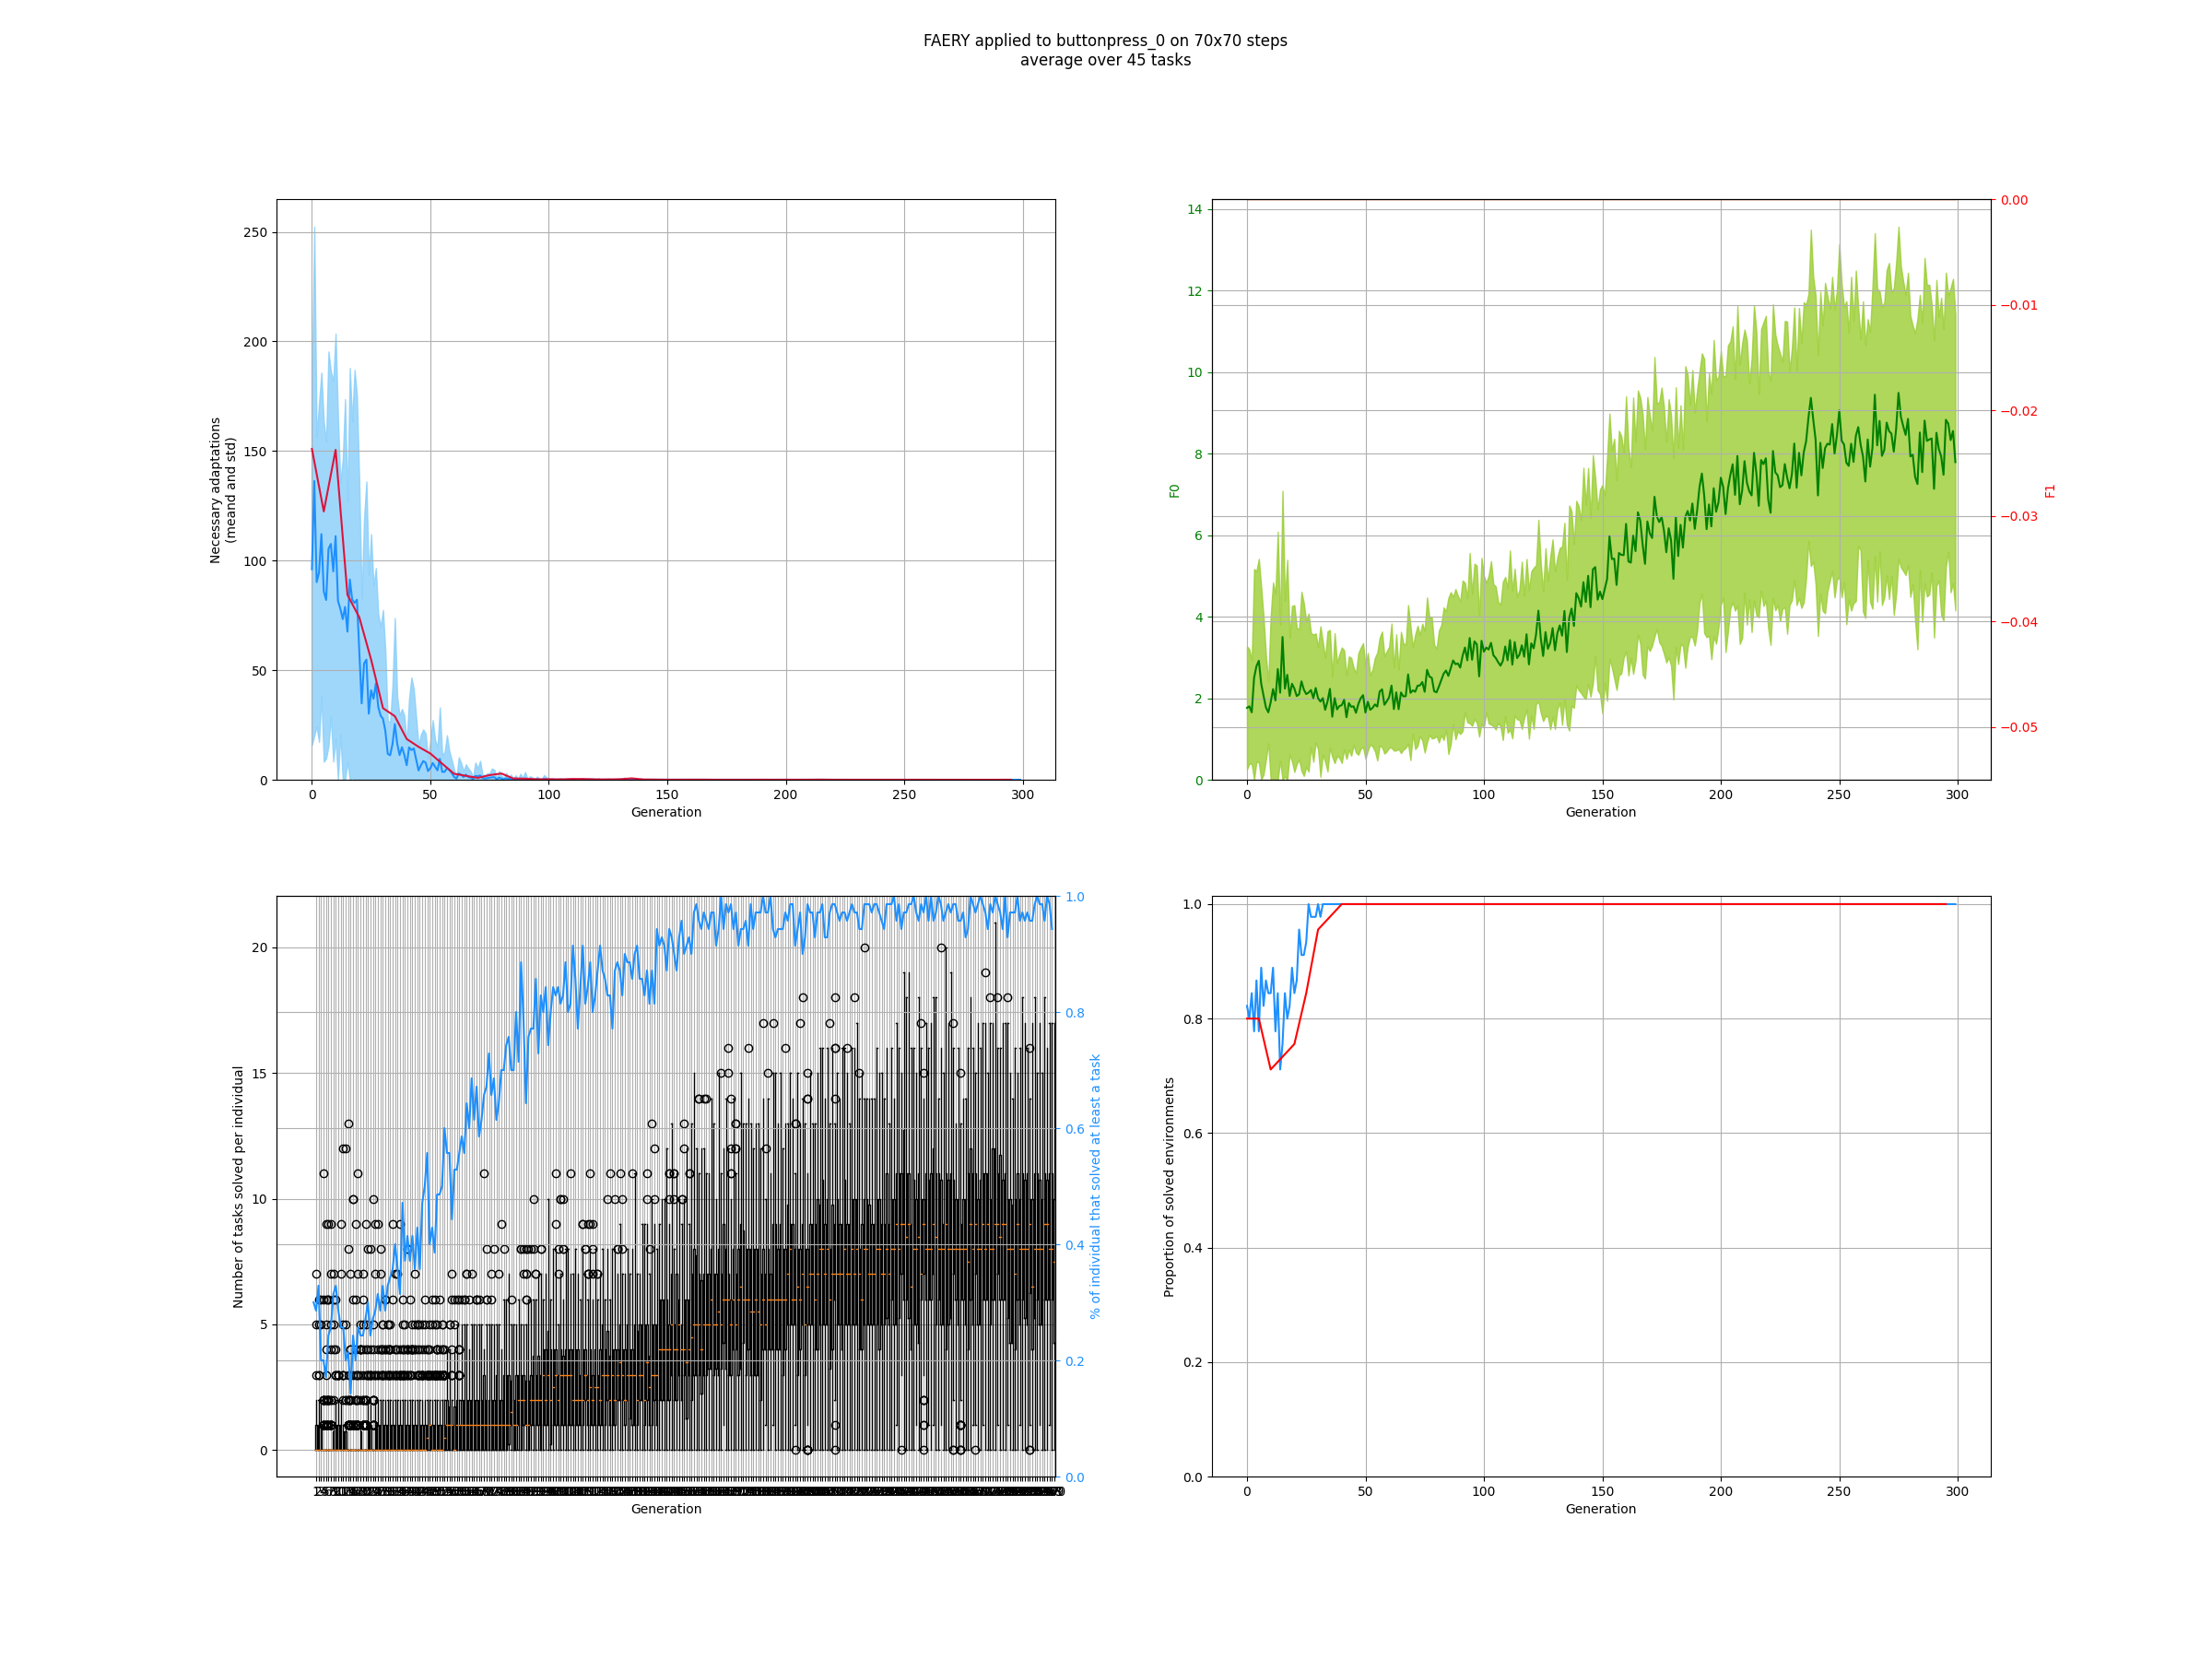 FAERY applied to buttonpress_0 on 70x70 steps
average over 45 tasks
Necessary adaptations
(meand and std)
250
200
150
100
50
0
0 50 100 150 200 250 300
Generation
F0
14
12
10
8
6
4
2
0
0.00
−0.01
−0.02
−0.03
−0.04
−0.05
F1
0 50 100 150 200 250 300
Generation
Number of tasks solved per individual
20
15
10
5
0
1.0
0.8
0.6
0.4
0.2
0.0
% of individual that solved at least a task
Generation
Proportion of solved environments
1.0
0.8
0.6
0.4
0.2
0.0
0 50 100 150 200 250 300
Generation